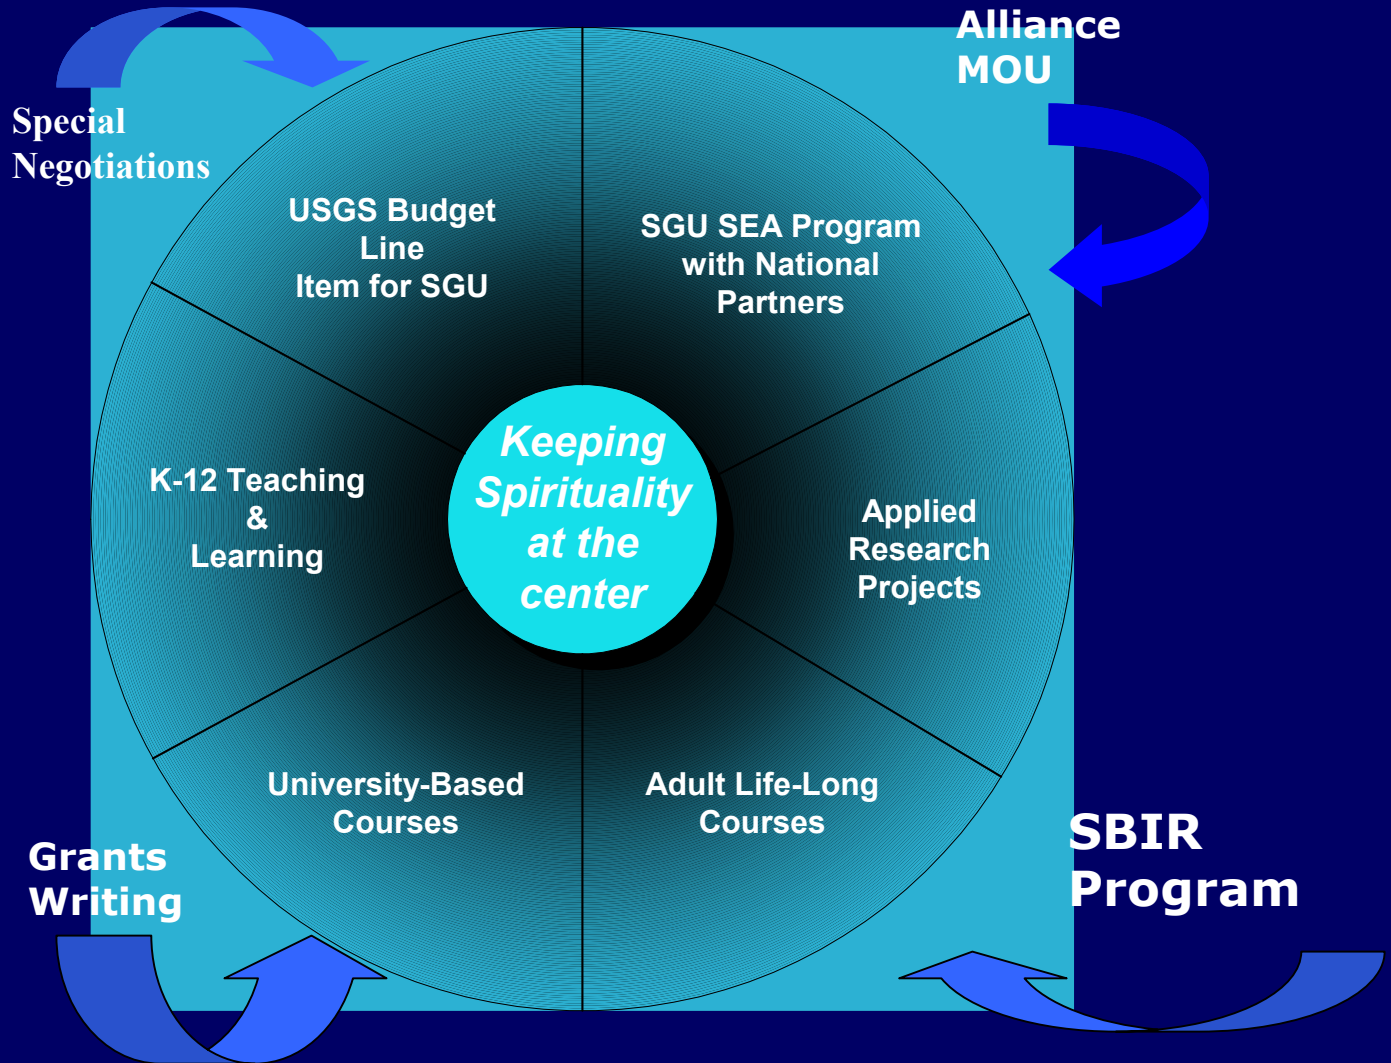 Alliance
MOU
Special
Negotiations
USGS Budget
Line
Item for SGU
SGU SEA Program
with National
Partners
Keeping
Spirituality
at the
center
K-12 Teaching
&
Learning
Applied
Research
Projects
University-Based
Courses
Adult Life-Long
Courses
Grants
Writing
SBIR
Program